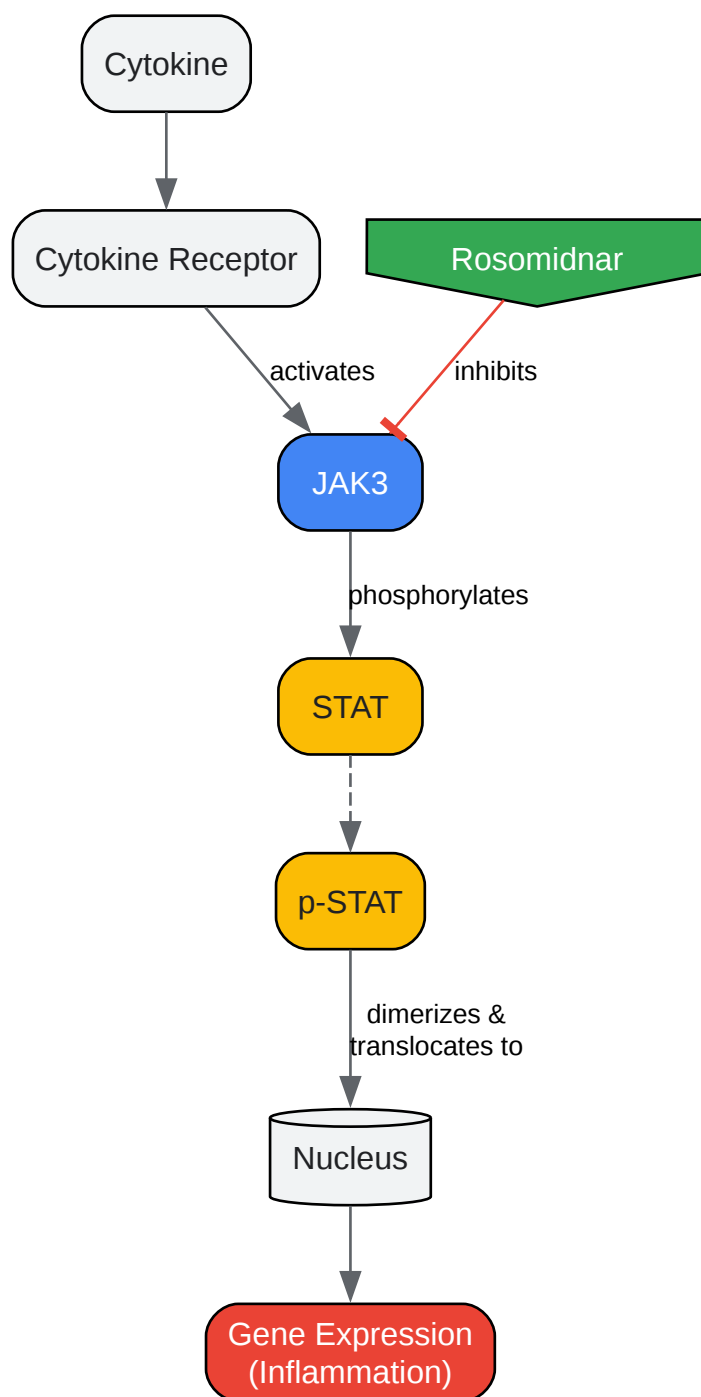 Cytokine
Cytokine Receptor
Rosomidnar
activates
inhibits
JAK3
phosphorylates
STAT
p-STAT
dimerizes &
translocates to
Nucleus
Gene Expression
(Inflammation)